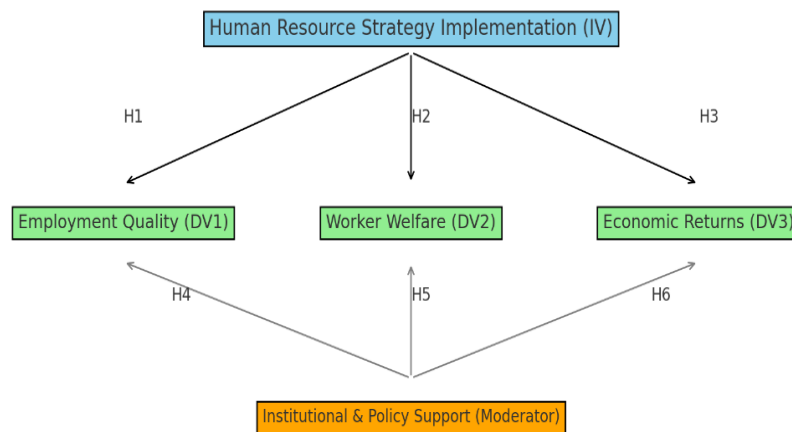 Human Resource Strategy Implementation (IV)
H1
H2
H3
Employment Quality (DV1)
Worker Welfare (DV2)
Economic Returns (DV3)
H4
H5
H6
Institutional & Policy Support (Moderator)